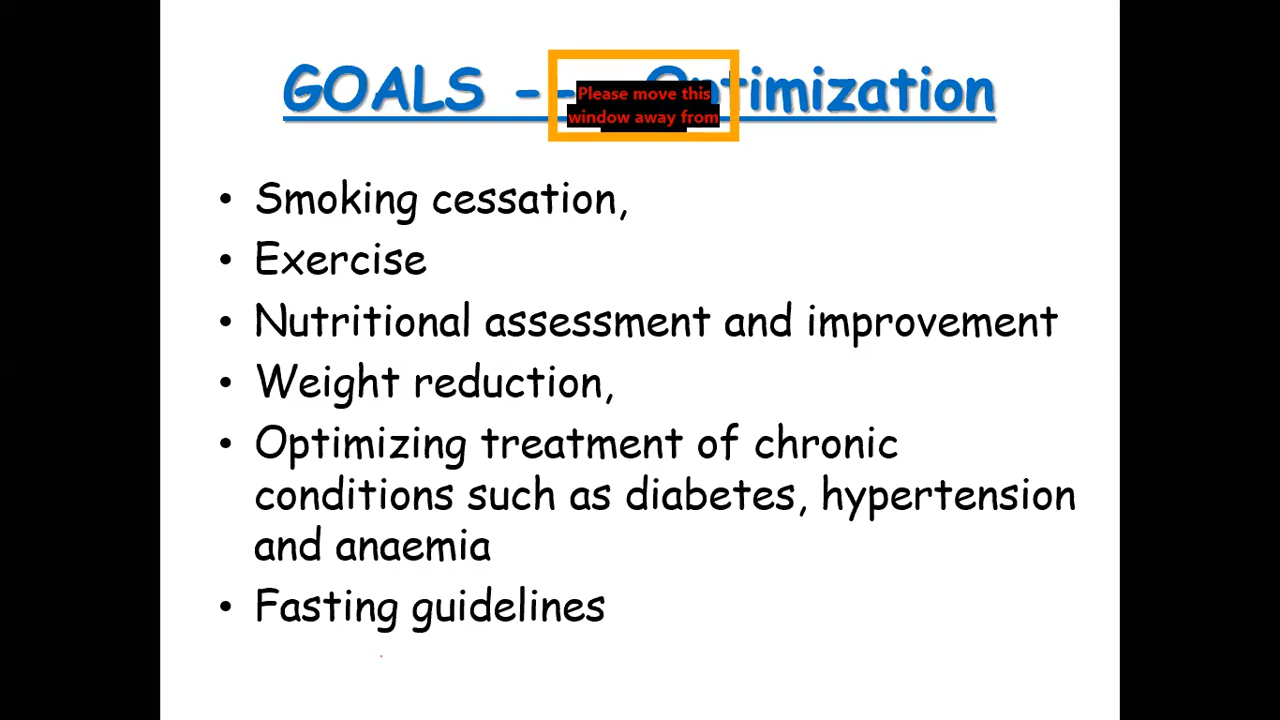 GOALS -- Optimization
Please move this
window away from
• Smoking cessation,
• Exercise
• Nutritional assessment and improvement
• Weight reduction,
• Optimizing treatment of chronic
conditions such as diabetes, hypertension
and anaemia
• Fasting guidelines